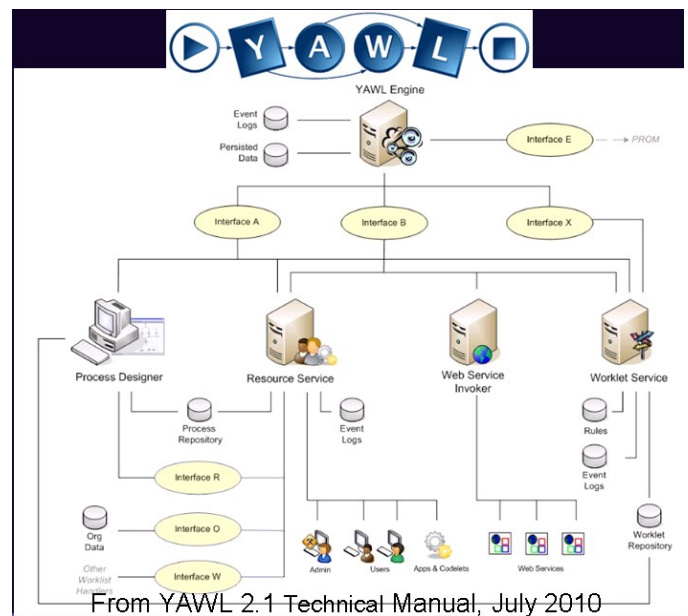 Y A W L
YAWL Engine
Event
Logs
Persisted
Data
Interface E
PROM
Interface A
Interface B
Interface X
Process Designer
Resource Service
Web Service
Invoker
Worklet Service
Process
Repository
Event
Logs
Rules
Event
Logs
Interface R
Org
Data
Interface O
Admin
Users
Apps & Codelets
Web Services
Worklet
Repository
Other
Worklist
Handlers
Interface W
From YAWL 2.1 Technical Manual, July 2010